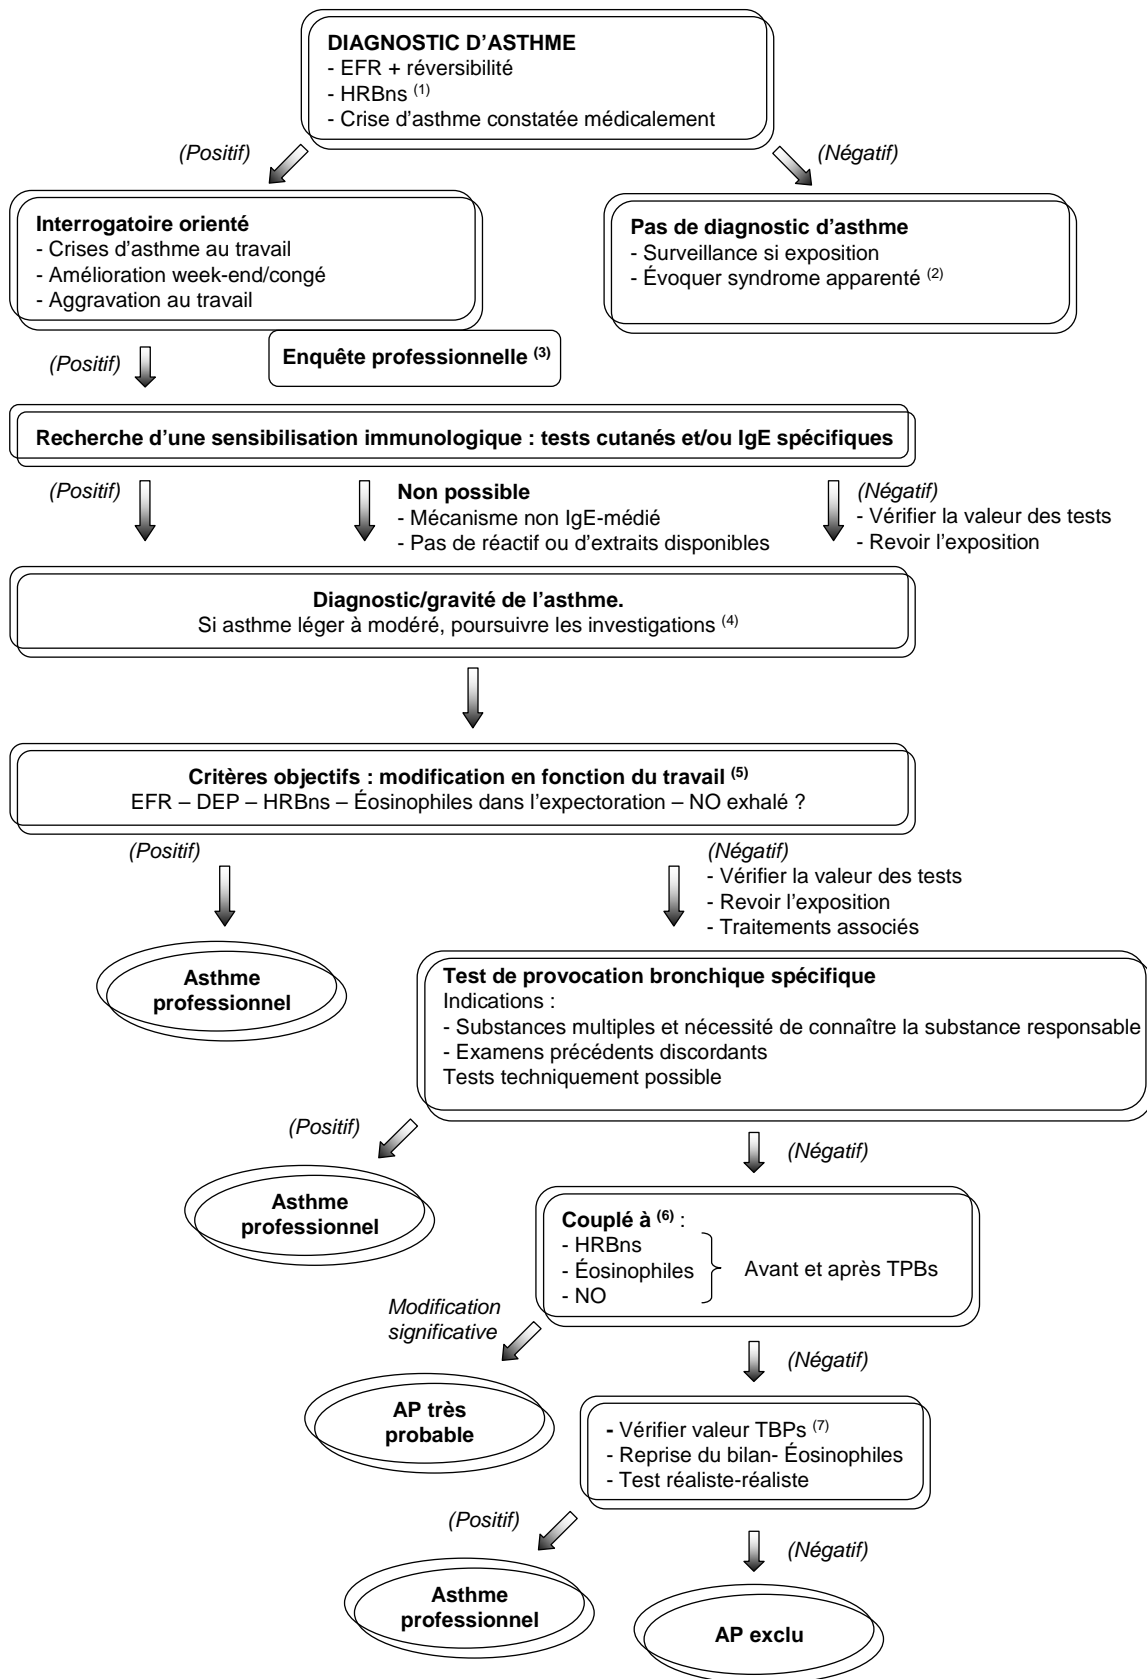 DIAGNOSTIC D'ASTHME
- EFR + réversibilité
- HRBns (1)
- Crise d'asthme constatée médicalement
(Positif)
(Négatif)
Interrogatoire orienté
- Crises d'asthme au travail
- Amélioration week-end/congé
- Aggravation au travail
Pas de diagnostic d'asthme
- Surveillance si exposition
- Évoquer syndrome apparenté (2)
(Positif)
Enquête professionnelle (3)
Recherche d'une sensibilisation immunologique : tests cutanés et/ou IgE spécifiques
(Positif)
Non possible
- Mécanisme non IgE-médié
- Pas de réactif ou d'extraits disponibles
(Négatif)
- Vérifier la valeur des tests
- Revoir l'exposition
Diagnostic/gravité de l'asthme.
Si asthme léger à modéré, poursuivre les investigations (4)
Critères objectifs : modification en fonction du travail (5)
EFR – DEP – HRBns – Éosinophiles dans l'expectoration – NO exhalé ?
(Positif)
(Négatif)
- Vérifier la valeur des tests
- Revoir l'exposition
- Traitements associés
Asthme
professionnel
Test de provocation bronchique spécifique
Indications :
- Substances multiples et nécessité de connaître la substance responsable
- Examens précédents discordants
Tests techniquement possible
(Positif)
(Négatif)
Asthme
professionnel
Couplé à (6) :
- HRBns
- Éosinophiles
- NO
Avant et après TPBs
Modification
significative
(Négatif)
AP très
probable
- Vérifier valeur TBPs (7)
- Reprise du bilan- Éosinophiles
- Test réaliste-réaliste
(Positif)
(Négatif)
Asthme
professionnel
AP exclu